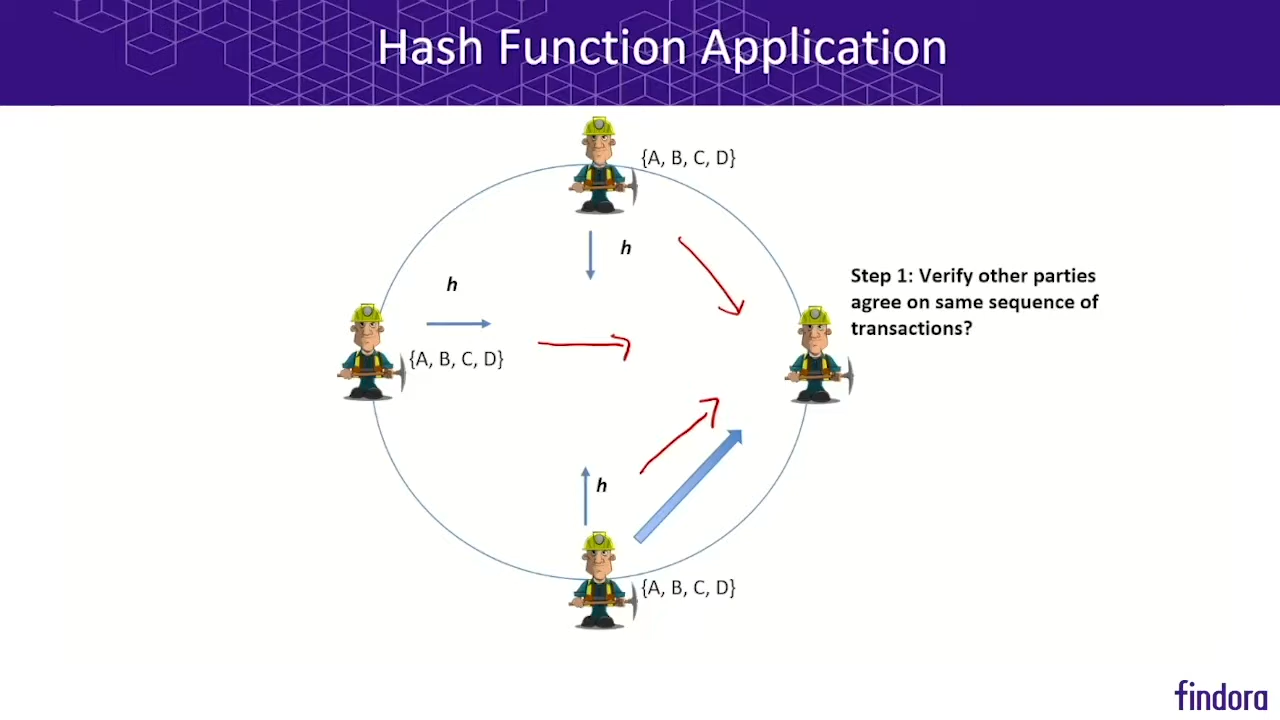 Hash Function Application
{A, B, C, D}
h
h
{A, B, C, D}
Step 1: Verify other parties
agree on same sequence of
transactions?
h
{A, B, C, D}
findora